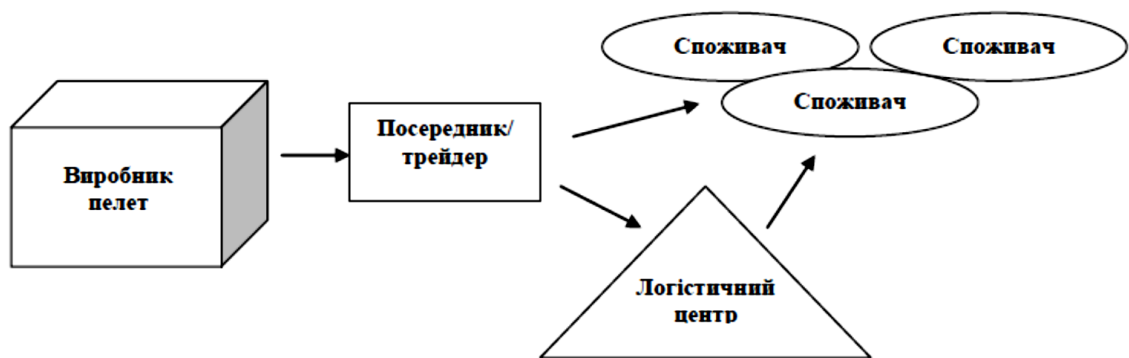 Споживач
Споживач
Споживач
Посередник/
трейдер
Виробник
пелет
Логістичний
центр